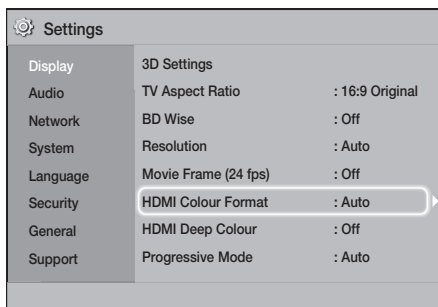 Settings
Display
Audio
Network
System
Language
Security
General
Support
3D Settings
TV Aspect Ratio : 16:9 Original
BD Wise : Off
Resolution : Auto
Movie Frame (24 fps) : Off
HDMI Colour Format : Auto
HDMI Deep Colour : Off
Progressive Mode : Auto